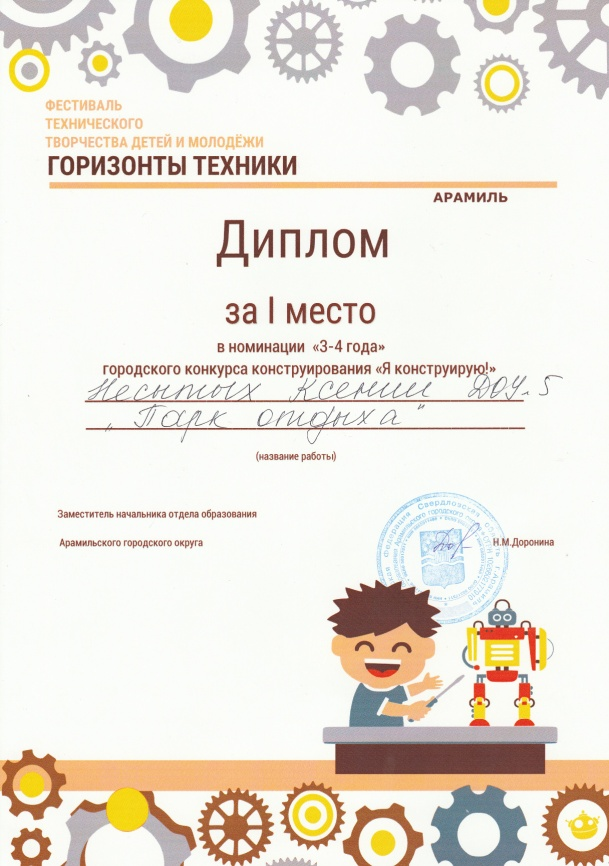 ФЕСТИВАЛЬ
ТЕХНИЧЕСКОГО
ТВОРЧЕСТВА ДЕТЕЙ И МОЛОДЁЖИ
ГОРИЗОНТЫ ТЕХНИКИ
АРАМИЛЬ
Диплом
за I место
в номинации «3-4 года»
городского конкурса конструирования «Я конструирую!»
Несытых Ксении ДОУ 5
„Парк отдыха“
(название работы)
Заместитель начальника отдела образования
Арамильского городского округа Н.М.Доронина